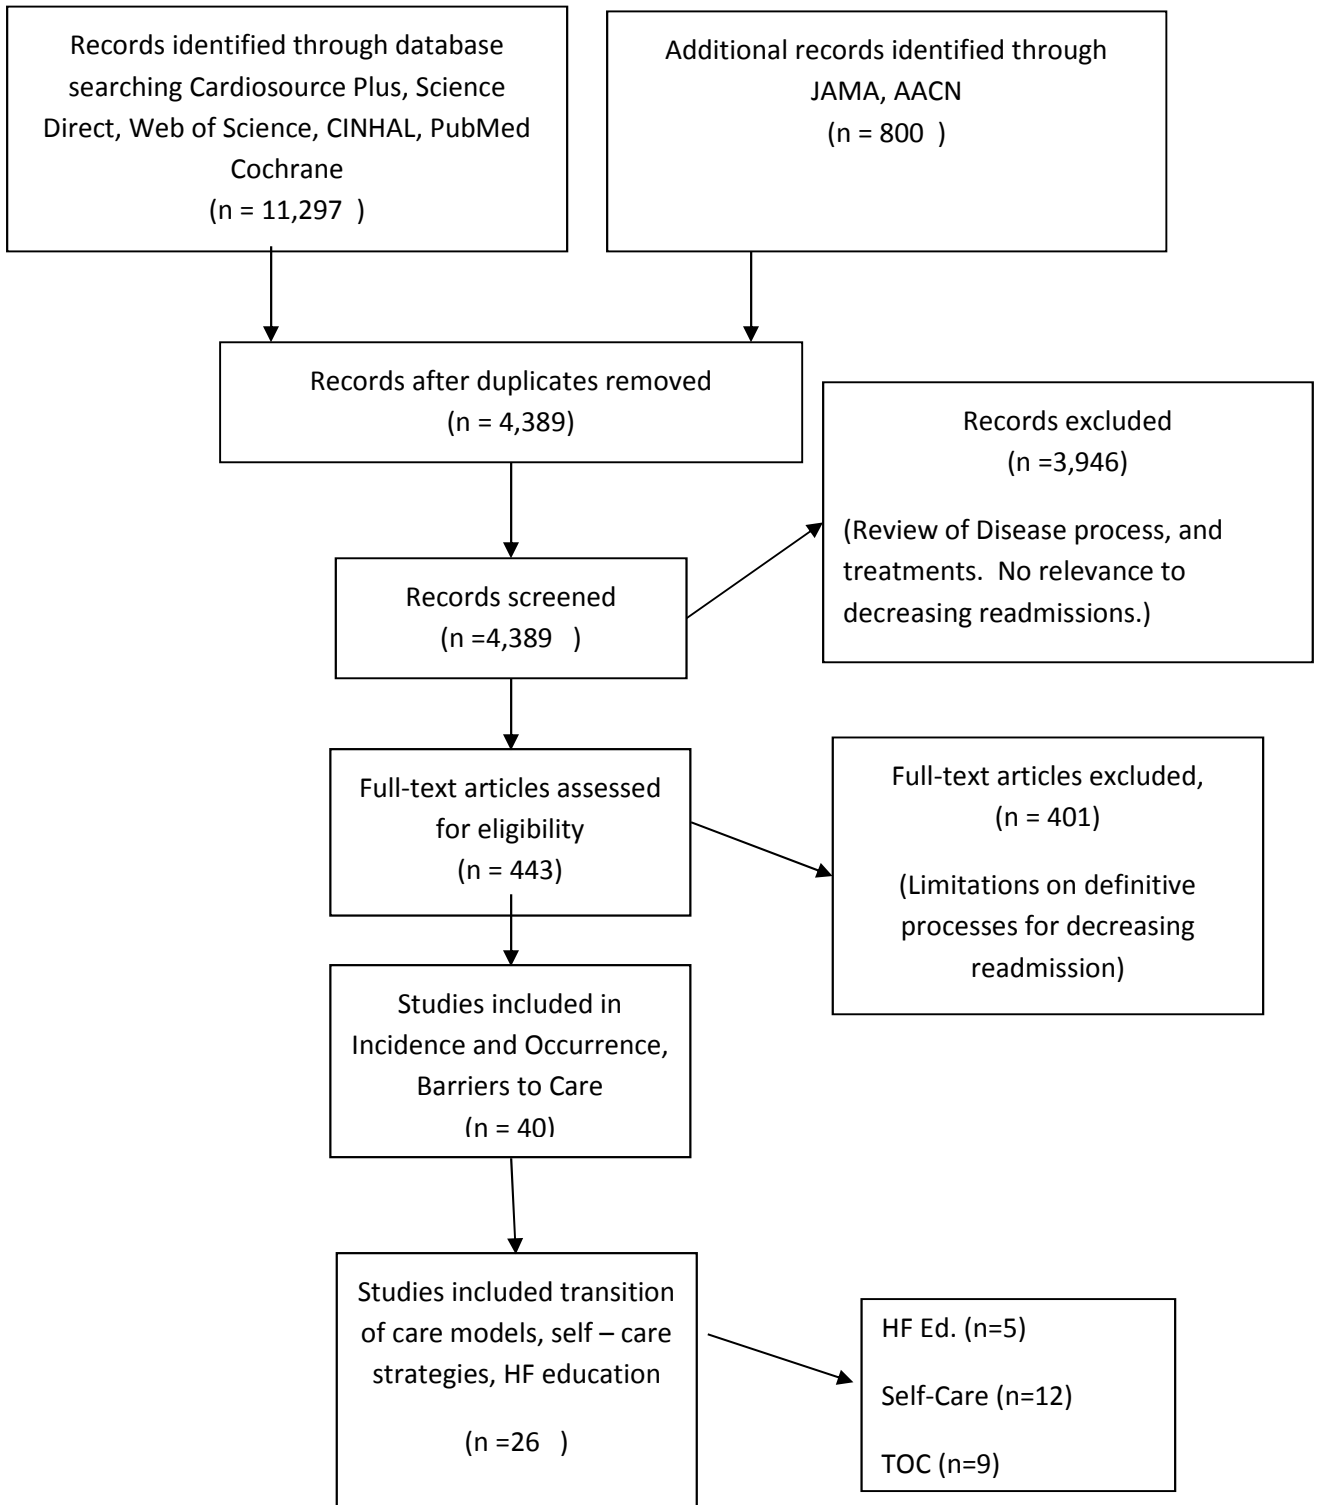 Records identified through database
searching Cardiosource Plus, Science
Direct, Web of Science, CINHAL, PubMed
Cochrane
(n = 11,297  )
Additional records identified through
JAMA, AACN
(n = 800  )
Records after duplicates removed
(n = 4,389)
Records excluded
(n =3,946)
(Review of Disease process, and
treatments.  No relevance to
decreasing readmissions.)
Records screened
(n =4,389  )
Full-text articles assessed
for eligibility
(n = 443)
Full-text articles excluded,
(n = 401)
(Limitations on definitive
processes for decreasing
readmission)
Studies included in
Incidence and Occurrence,
Barriers to Care
(n = 40)
Studies included transition
of care models, self – care
strategies, HF education
(n =26  )
HF Ed. (n=5)
Self-Care (n=12)
TOC (n=9)